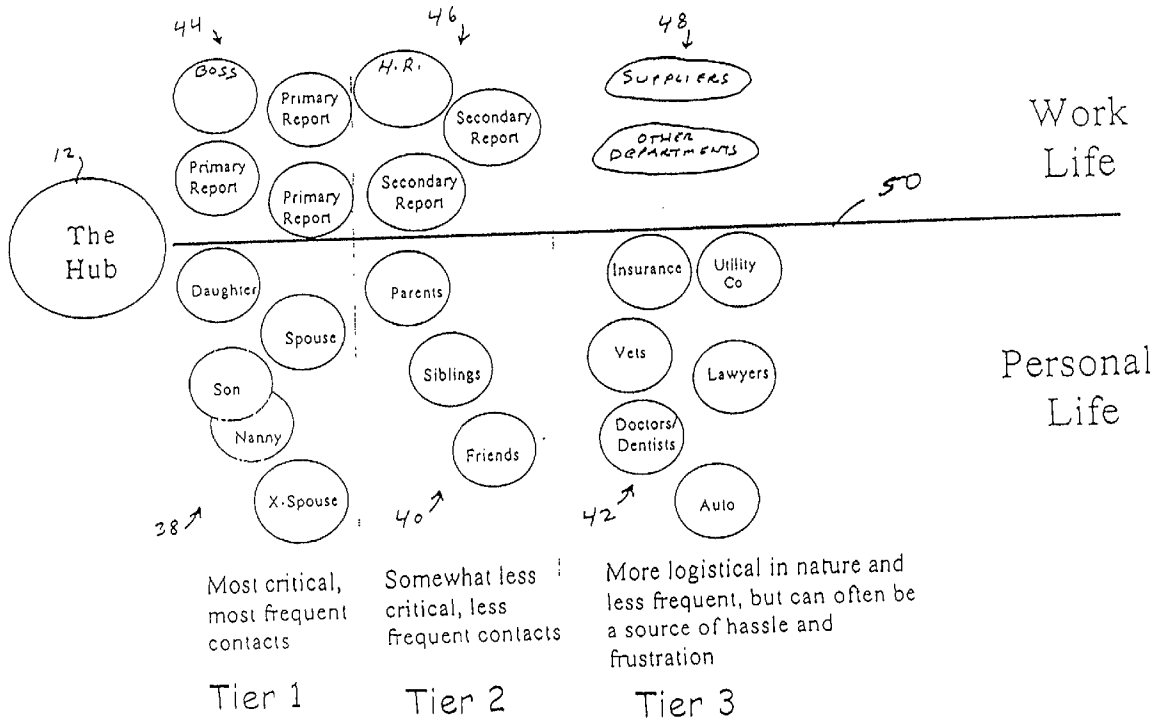 44
46
48
BOSS
H.R.
SUPPLIERS
Primary
Report
Secondary
Report
OTHER
DEPARTMENTS
Work
Life
12
Primary
Report
Primary
Report
Secondary
Report
50
The
Hub
Daughter
Parents
Insurance
Utility
Co
Spouse
Vets
Siblings
Lawyers
Personal
Life
Son
Nanny
Doctors/
Dentists
Friends
X-Spouse
Auto
38
40
42
Most critical,
most frequent
contacts
Somewhat less
critical, less
frequent contacts
More logistical in nature and
less frequent, but can often be
a source of hassle and
frustration
Tier 1
Tier 2
Tier 3